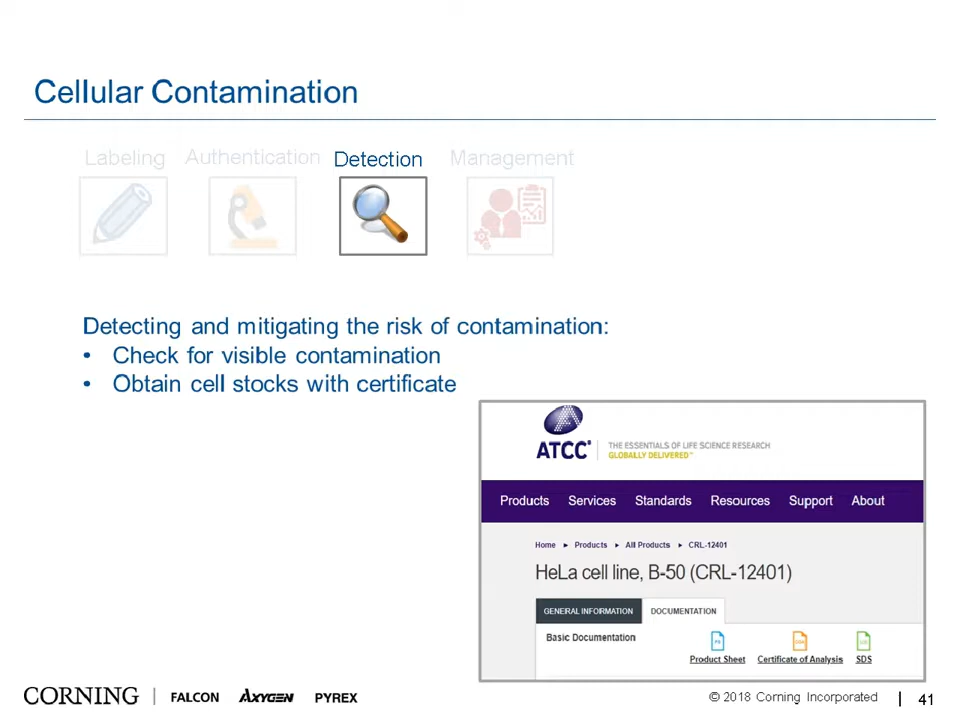 Cellular Contamination
Labeling Authentication Detection Management
Detecting and mitigating the risk of contamination:
• Check for visible contamination
• Obtain cell stocks with certificate
ATCC®
THE ESSENTIALS OF LIFE SCIENCE RESEARCH
GLOBALLY DELIVERED™
Products Services Standards Resources Support About
Home ► Products ► All Products ► CRL-12401
HeLa cell line, B-50 (CRL-12401)
GENERAL INFORMATION DOCUMENTATION
Basic Documentation
Product Sheet Certificate of Analysis SDS
CORNING | FALCON AXYGEN PYREX
© 2018 Corning Incorporated | 41